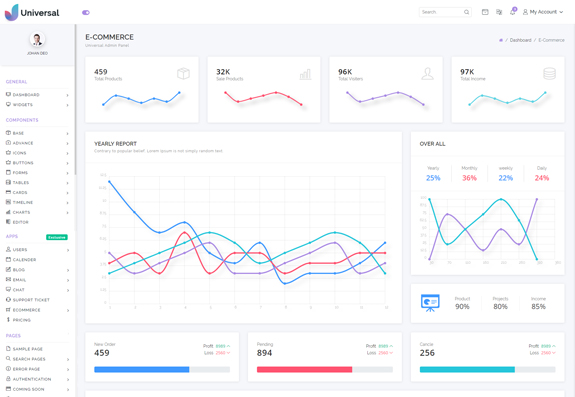 Universal
Search
My Account
JOHAN DEO
GENERAL
DASHBOARD
WIDGETS
COMPONENTS
BASE
ADVANCE
ICONS
BUTTONS
FORMS
TABLES
CARDS
TIMELINE
CHARTS
EDITOR
APPS
Exclusive
USERS
CALENDER
BLOG
EMAIL
CHAT
SUPPORT TICKET
ECOMMERCE
PRICING
PAGES
SAMPLE PAGE
SEARCH PAGES
ERROR PAGE
AUTHENTICATION
COMING SOON
E-COMMERCE
Universal Admin Panel
/ Dashboard / E-Commerce
459
Total Products
32K
Sale Products
96K
Total Visitors
97K
Total Income
YEARLY REPORT
Contrary to popular belief, Lorem Ipsum is not simply random text.
OVER ALL
Yearly
25%
Monthly
36%
weekly
22%
Daily
24%
Product
90%
Projects
80%
Income
85%
New Order
459
Profit 8989
Loss 2560
Pending
894
Profit 8989
Loss 2560
Cancel
256
Profit 8989
Loss 2560